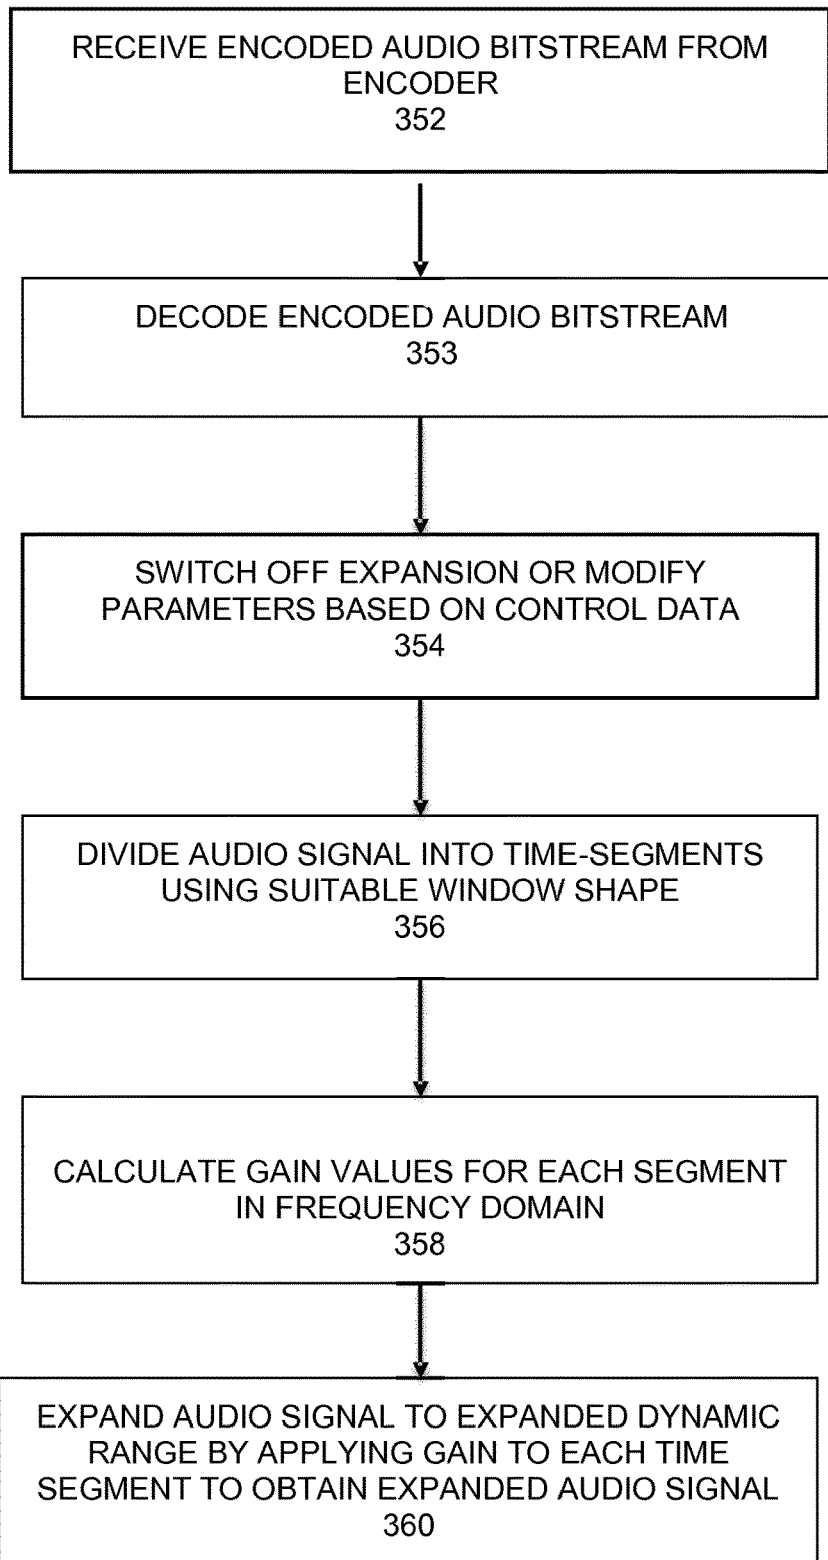 RECEIVE ENCODED AUDIO BITSTREAM FROM
ENCODER
352
DECODE ENCODED AUDIO BITSTREAM
353
SWITCH OFF EXPANSION OR MODIFY
PARAMETERS BASED ON CONTROL DATA
354
DIVIDE AUDIO SIGNAL INTO TIME-SEGMENTS
USING SUITABLE WINDOW SHAPE
356
CALCULATE GAIN VALUES FOR EACH SEGMENT
IN FREQUENCY DOMAIN
358
EXPAND AUDIO SIGNAL TO EXPANDED DYNAMIC
RANGE BY APPLYING GAIN TO EACH TIME
SEGMENT TO OBTAIN EXPANDED AUDIO SIGNAL
360